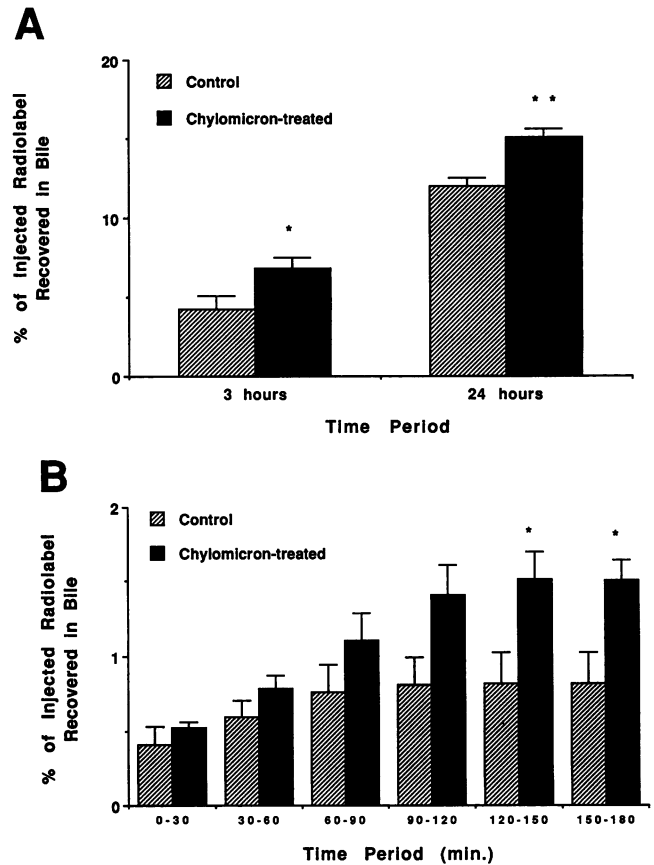 A
% of Injected Radiolabel
Recovered in Bile
20
10
0
Control
Chylomicron-treated
*
* *
3 hours
24 hours
Time Period
B
% of Injected Radiolabel
Recovered in Bile
2
1
0
Control
Chylomicron-treated
*
*
0-30
30-60
60-90
90-120
120-150
150-180
Time Period (min.)